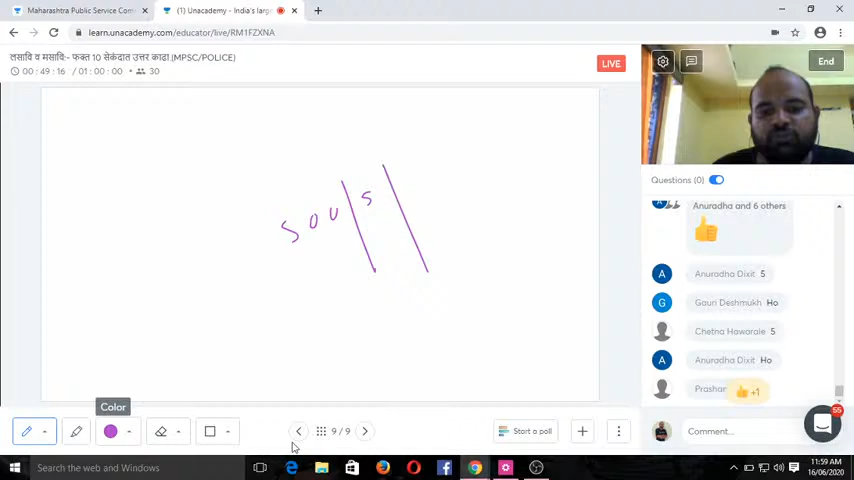 Maharashtra Public Service Com
(1) Unacademy - India's larg
learn.unacademy.com/educator/live/RM1FZXNA
लसावि व मसावि:- फक्त 10 सेकंदात उत्तर काढा.(MPSC/POLICE)
00 : 49 : 16 / 01 : 00 : 00 • 30
LIVE
End
Questions (0)
Anuradha and 6 others
Anuradha Dixit 5
Gauri Deshmukh Ho
Chetna Hawarale 5
Anuradha Dixit Ho
Prashan
+1
Color
9 / 9
Start a poll
Comment...
55
Search the web and Windows
11:59 AM
16/06/2020